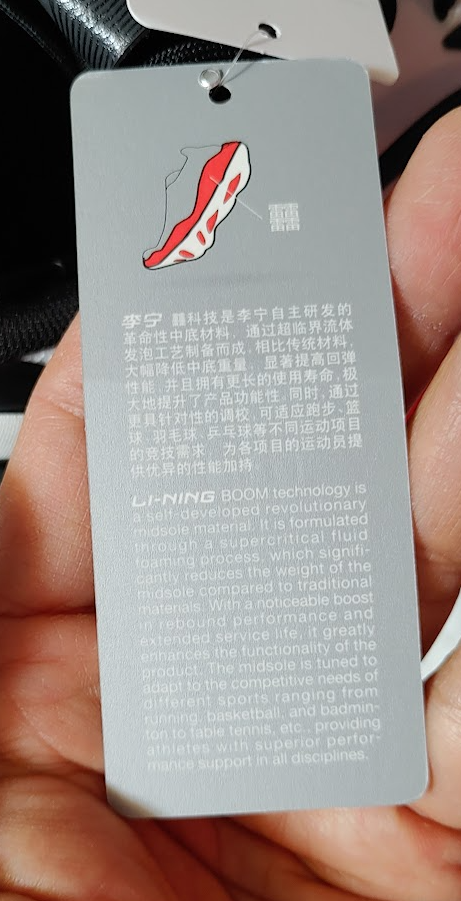 䨻
李宁 䨻科技是李宁自主研发的
革命性中底材料，通过超临界流体
发泡工艺制备而成，相比传统材料，
大幅降低中底重量，显著提高回弹
性能，并且拥有更长的使用寿命，极
大地提升了产品功能性。同时，通过
更具针对性的调校，可适应跑步、篮
球、羽毛球、乒乓球等不同运动项目
的竞技需求，为各项目的运动员提
供优异的性能加持。
LI-NING BOOM technology is
a self-developed revolutionary
midsole material. It is formulated
through a supercritical fluid
foaming process, which signifi-
cantly reduces the weight of the
midsole compared to traditional
materials. With a noticeable boost
in rebound performance and
extended service life, it greatly
enhances the functionality of the
product. The midsole is tuned to
adapt to the competitive needs of
different sports ranging from
running, basketball, and badmin-
ton to table tennis, etc., providing
athletes with superior perfor-
mance support in all disciplines.